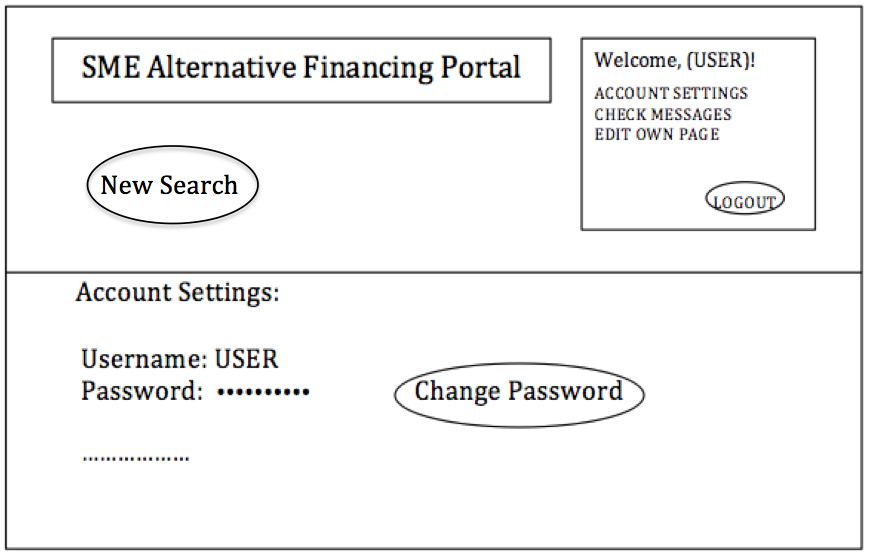 SME Alternative Financing Portal
Welcome, (USER)!
ACCOUNT SETTINGS
CHECK MESSAGES
EDIT OWN PAGE
New Search
LOGOUT
Account Settings:
Username: USER
Password: ••••••••••
Change Password
………………